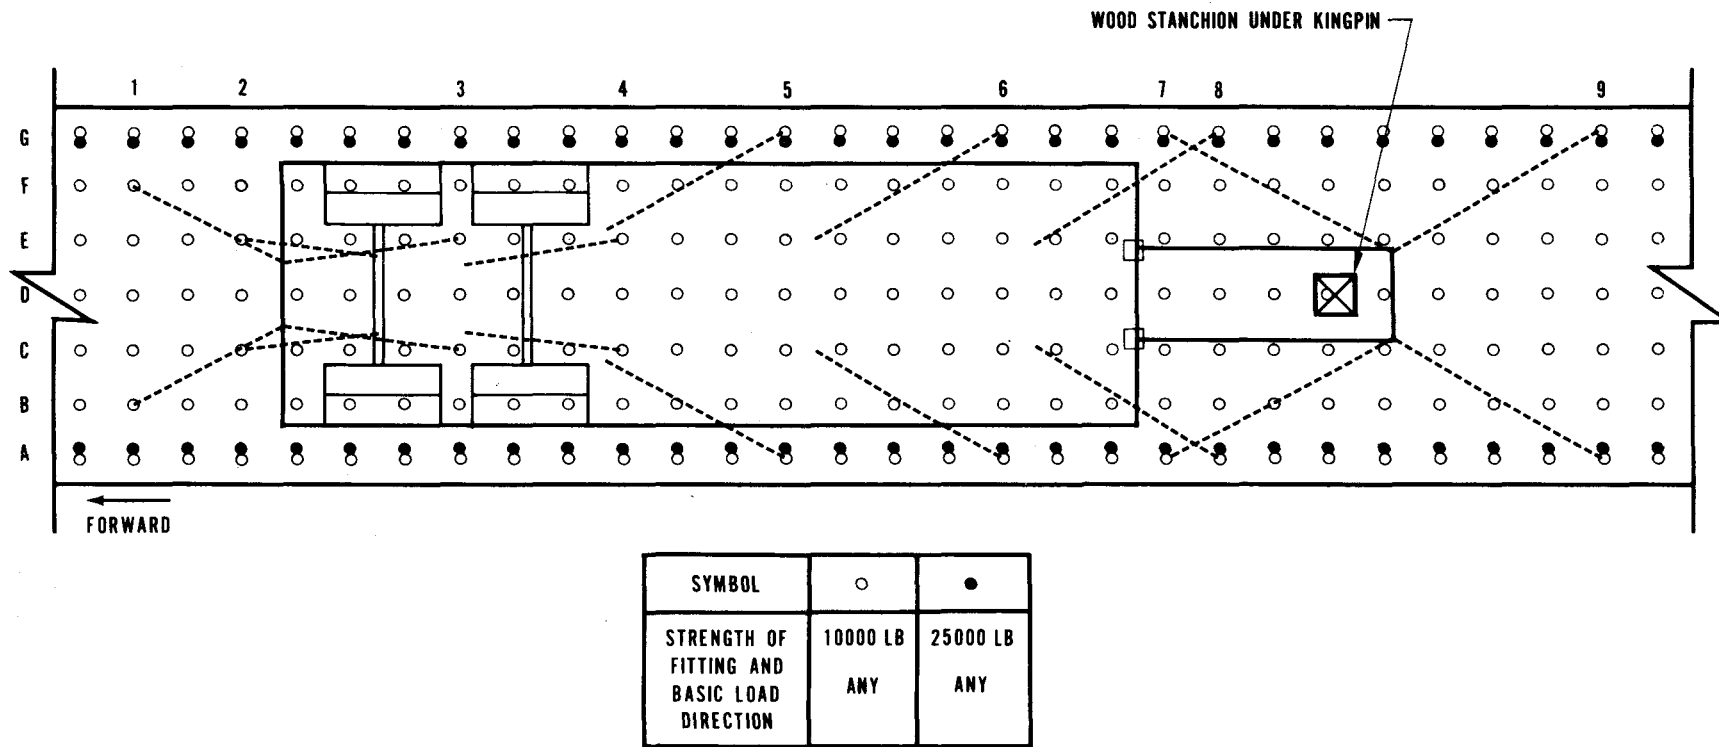 WOOD STANCHION UNDER KINGPIN
1 2 3 4 5 6 7 8 9
G
F
E
D
C
B
A
FORWARD
SYMBOL
STRENGTH OF FITTING AND BASIC LOAD DIRECTION
10000 LB ANY
25000 LB ANY